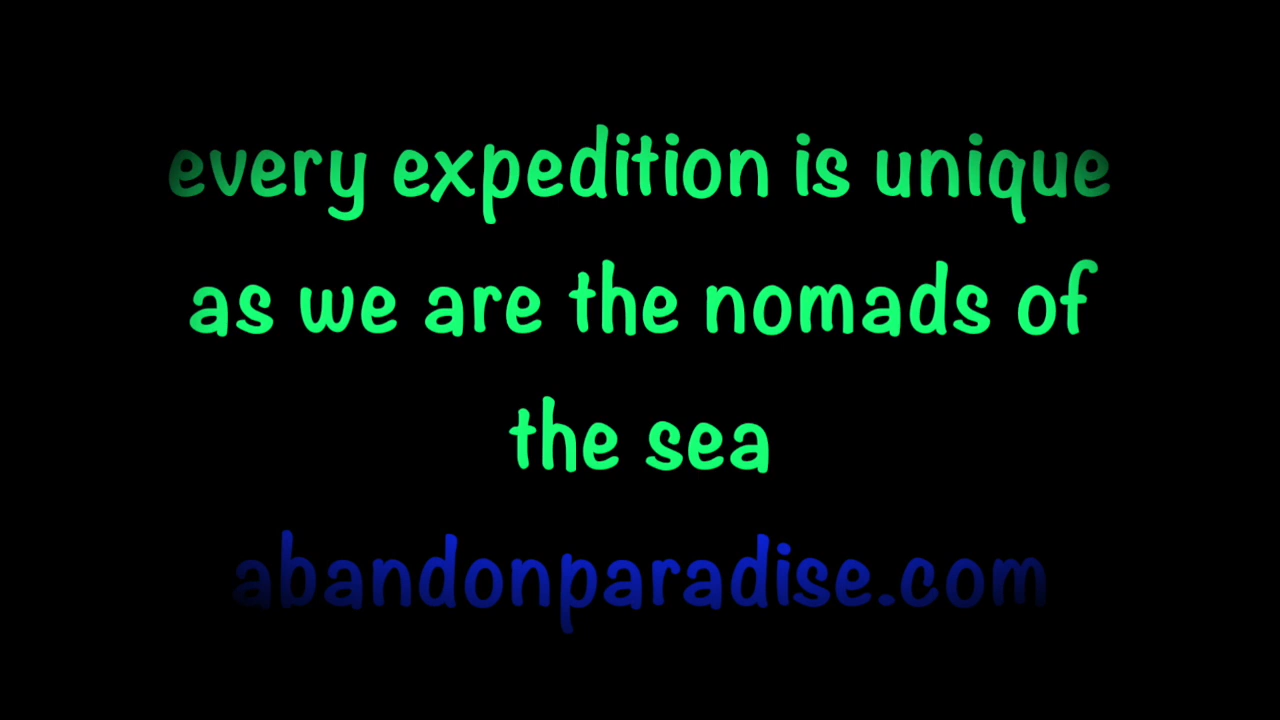 every expedition is unique
as we are the nomads of
the sea
abandonparadise.com